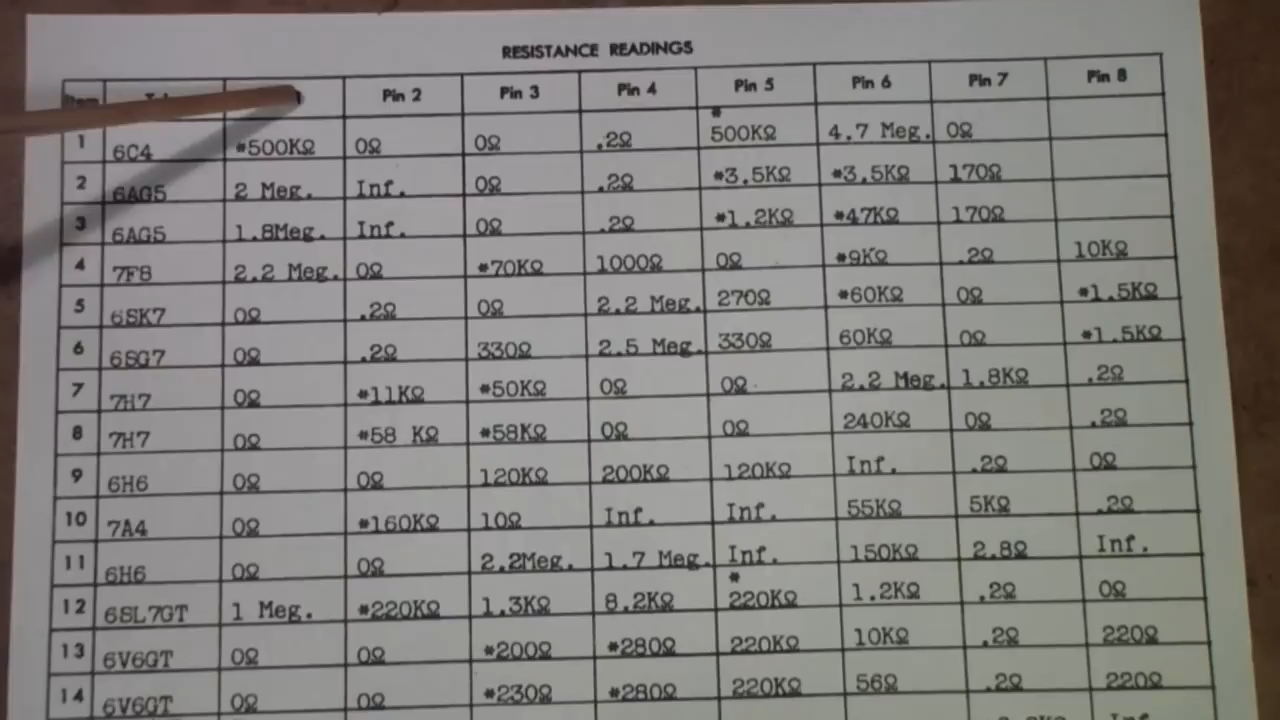 RESISTANCE READINGS
Pin 2 Pin 3 Pin 4 Pin 5 Pin 6 Pin 7 Pin 8
1 6C4 *500KΩ 0Ω 0Ω .2Ω *500KΩ 4.7 Meg. 0Ω
2 6AG5 2 Meg. Inf. 0Ω .2Ω *3.5KΩ *3.5KΩ 170Ω
3 6AG5 1.8Meg. Inf. 0Ω .2Ω *1.2KΩ *47KΩ 170Ω
4 7F8 2.2 Meg. 0Ω *70KΩ 1000Ω 0Ω *9KΩ .2Ω 10KΩ
5 6SK7 0Ω .2Ω 0Ω 2.2 Meg. 270Ω *60KΩ 0Ω *1.5KΩ
6 6SG7 0Ω .2Ω 330Ω 2.5 Meg. 330Ω 60KΩ 0Ω *1.5KΩ
7 7H7 0Ω *11KΩ *50KΩ 0Ω 0Ω 2.2 Meg. 1.8KΩ .2Ω
8 7H7 0Ω *58 KΩ *58KΩ 0Ω 0Ω 240KΩ 0Ω .2Ω
9 6H6 0Ω 0Ω 120KΩ 200KΩ 120KΩ Inf. .2Ω 0Ω
10 7A4 0Ω *160KΩ 10Ω Inf. Inf. 55KΩ 5KΩ .2Ω
11 6H6 0Ω 0Ω 2.2Meg. 1.7 Meg. Inf. 150KΩ 2.8Ω Inf.
12 6SL7GT 1 Meg. *220KΩ 1.3KΩ 8.2KΩ *220KΩ 1.2KΩ .2Ω 0Ω
13 6V6GT 0Ω 0Ω *200Ω *280Ω 220KΩ 10KΩ .2Ω 220Ω
14 6V6GT 0Ω 0Ω *230Ω *280Ω 220KΩ 56Ω .2Ω 220Ω
Inf.